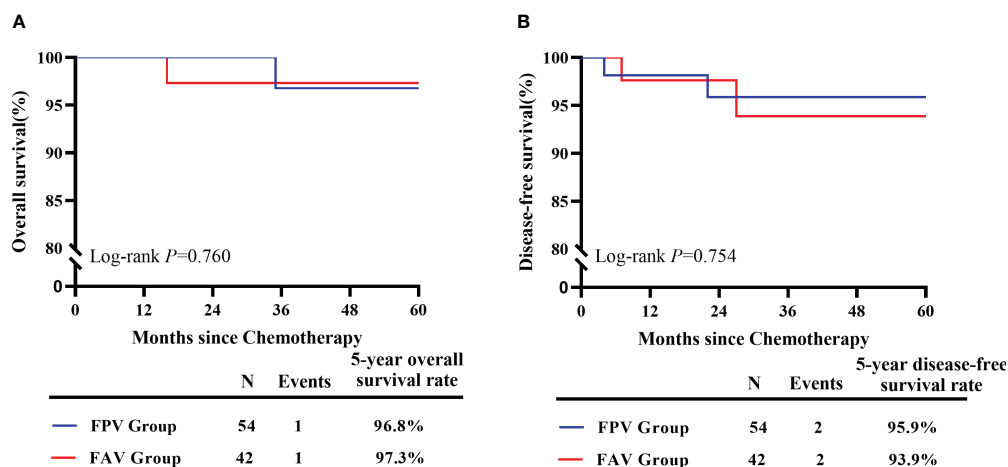 A
Overall survival(%)
100
95
90
85
80
0
Log-rank P=0.760
0 12 24 36 48 60
Months since Chemotherapy
N Events 5-year overall survival rate
FPV Group 54 1 96.8%
FAV Group 42 1 97.3%
B
Disease-free survival(%)
100
95
90
85
80
0
Log-rank P=0.754
0 12 24 36 48 60
Months since Chemotherapy
N Events 5-year disease-free survival rate
FPV Group 54 2 95.9%
FAV Group 42 2 93.9%